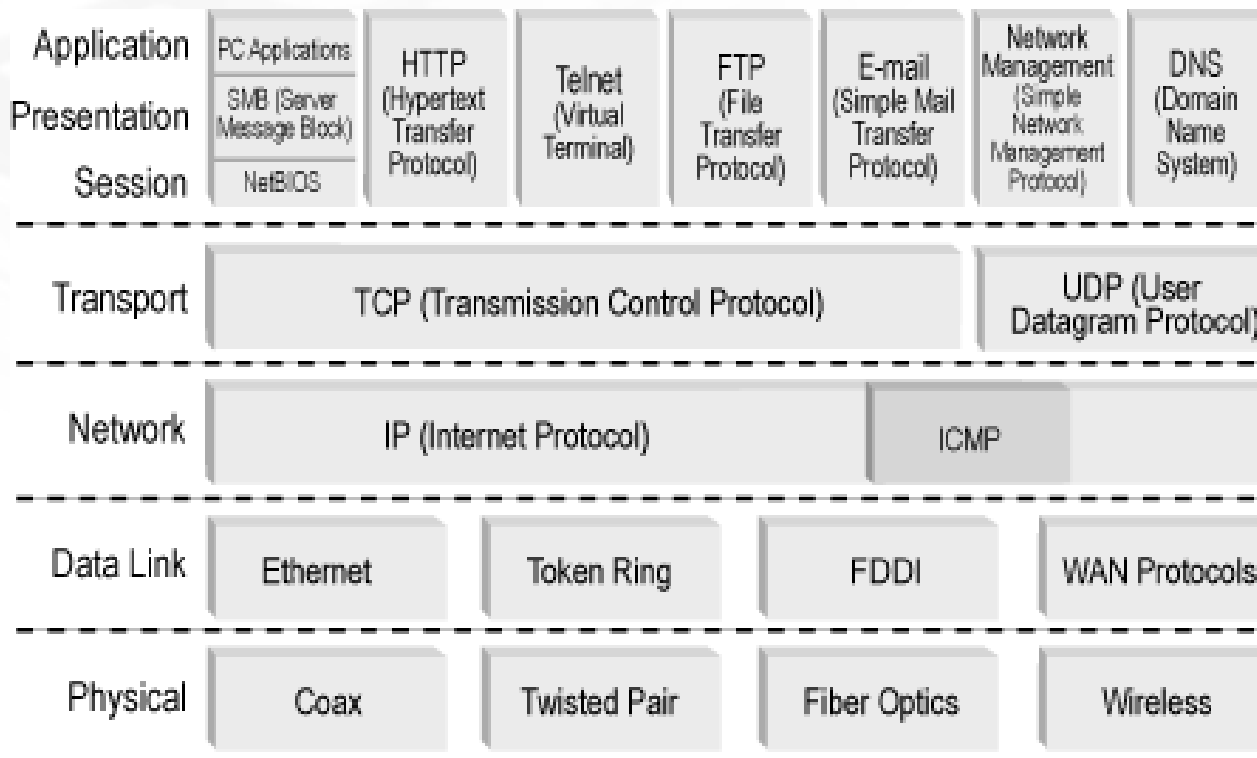 Application
Presentation
Session
PC Applications
SMB (Server
Message Block)
NetBIOS
HTTP
(Hypertext
Transfer
Protocol)
Telnet
(Virtual
Terminal)
FTP
(File
Transfer
Protocol)
E-mail
(Simple Mail
Transfer
Protocol)
Network
Management
(Simple
Network
Management
Protocol)
DNS
(Domain
Name
System)
Transport
TCP (Transmission Control Protocol)
UDP (User
Datagram Protocol)
Network
IP (Internet Protocol)
ICMP
Data Link
Ethernet
Token Ring
FDDI
WAN Protocols
Physical
Coax
Twisted Pair
Fiber Optics
Wireless